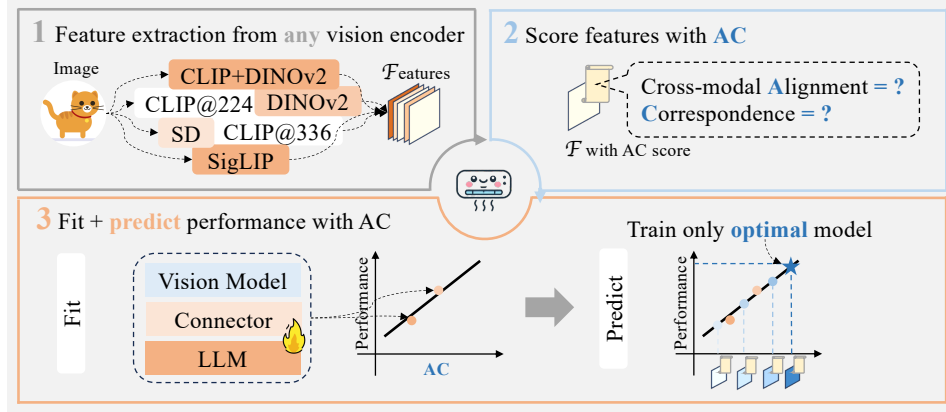 1 Feature extraction from any vision encoder
Image
CLIP+DINOv2
CLIP@224
DINOv2
SD
CLIP@336
SigLIP
Features
2 Score features with AC
Cross-modal Alignment = ?
Correspondence = ?
F with AC score
3 Fit + predict performance with AC
Fit
Vision Model
Connector
LLM
Performance
AC
Predict
Train only optimal model
Performance